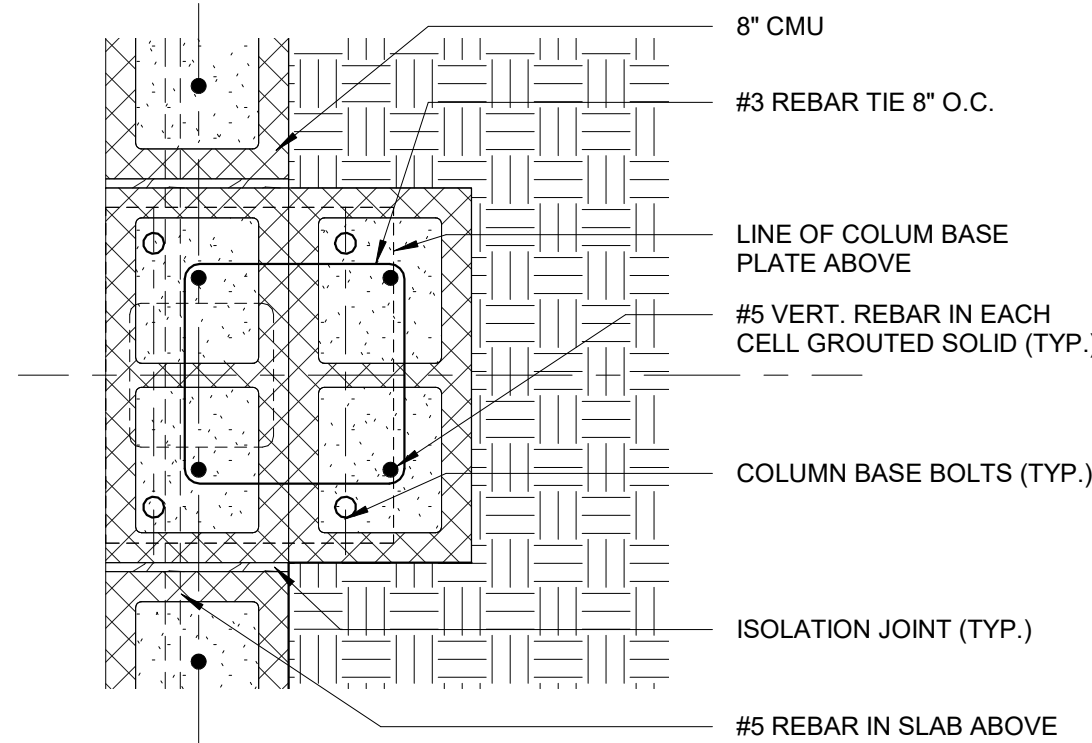 8" CMU
#3 REBAR TIE 8" O.C.
LINE OF COLUM BASE
PLATE ABOVE
#5 VERT. REBAR IN EACH
CELL GROUTED SOLID (TYP.)
COLUMN BASE BOLTS (TYP.)
ISOLATION JOINT (TYP.)
#5 REBAR IN SLAB ABOVE